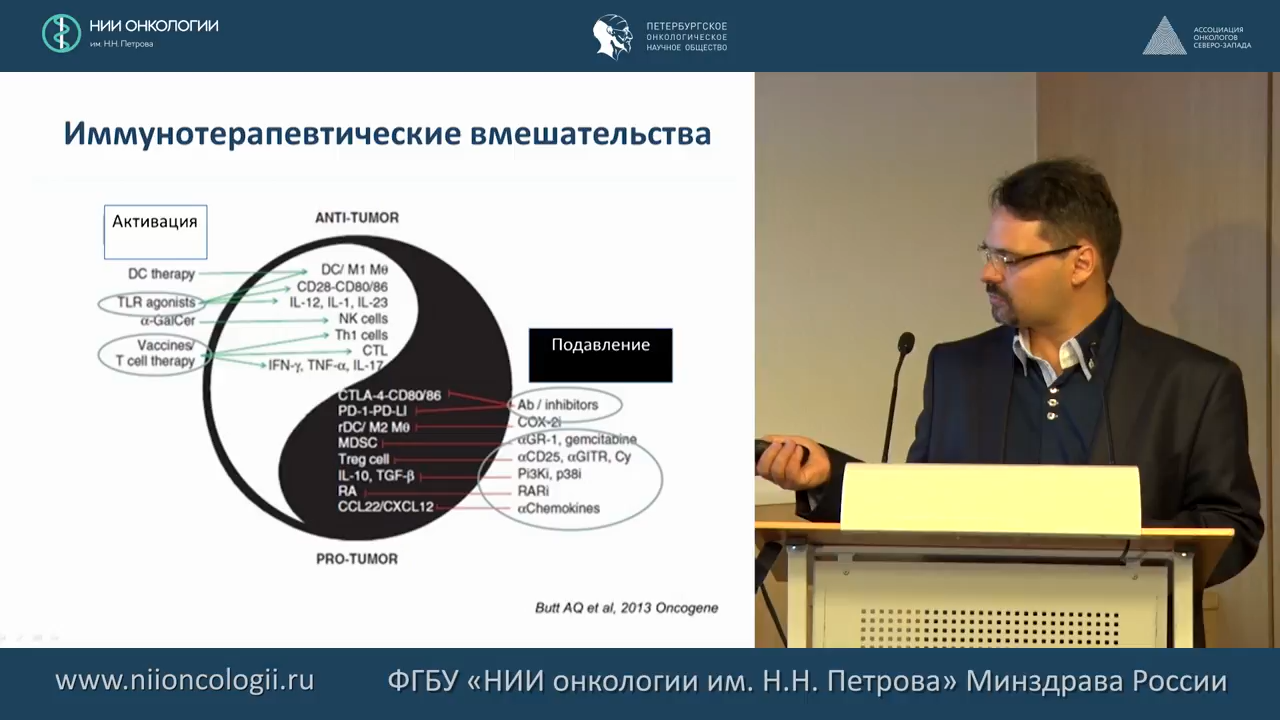 НИИ ОНКОЛОГИИ
им. Н.Н. Петрова
ПЕТЕРБУРГСКОЕ
ОНКОЛОГИЧЕСКОЕ
НАУЧНОЕ ОБЩЕСТВО
АССОЦИАЦИЯ
ОНКОЛОГОВ
СЕВЕРО-ЗАПАДА
Иммунотерапевтические вмешательства
Активация
ANTI-TUMOR
DC therapy
TLR agonists
α-GalCer
Vaccines/
T cell therapy
DC/ M1 Mθ
CD28-CD80/86
IL-12, IL-1, IL-23
NK cells
Th1 cells
CTL
IFN-γ, TNF-α, IL-17
Подавление
CTLA-4-CD80/86
PD-1-PD-LI
rDC/ M2 Mθ
MDSC
Treg cell
IL-10, TGF-β
RA
CCL22/CXCL12
Ab / inhibitors
COX-2i
αGR-1, gemcitabine
αCD25, αGITR, Cy
Pi3Ki, p38i
RARi
αChemokines
PRO-TUMOR
Butt AQ et al, 2013 Oncogene
www.niioncologii.ru
ФГБУ «НИИ онкологии им. Н.Н. Петрова» Минздрава России